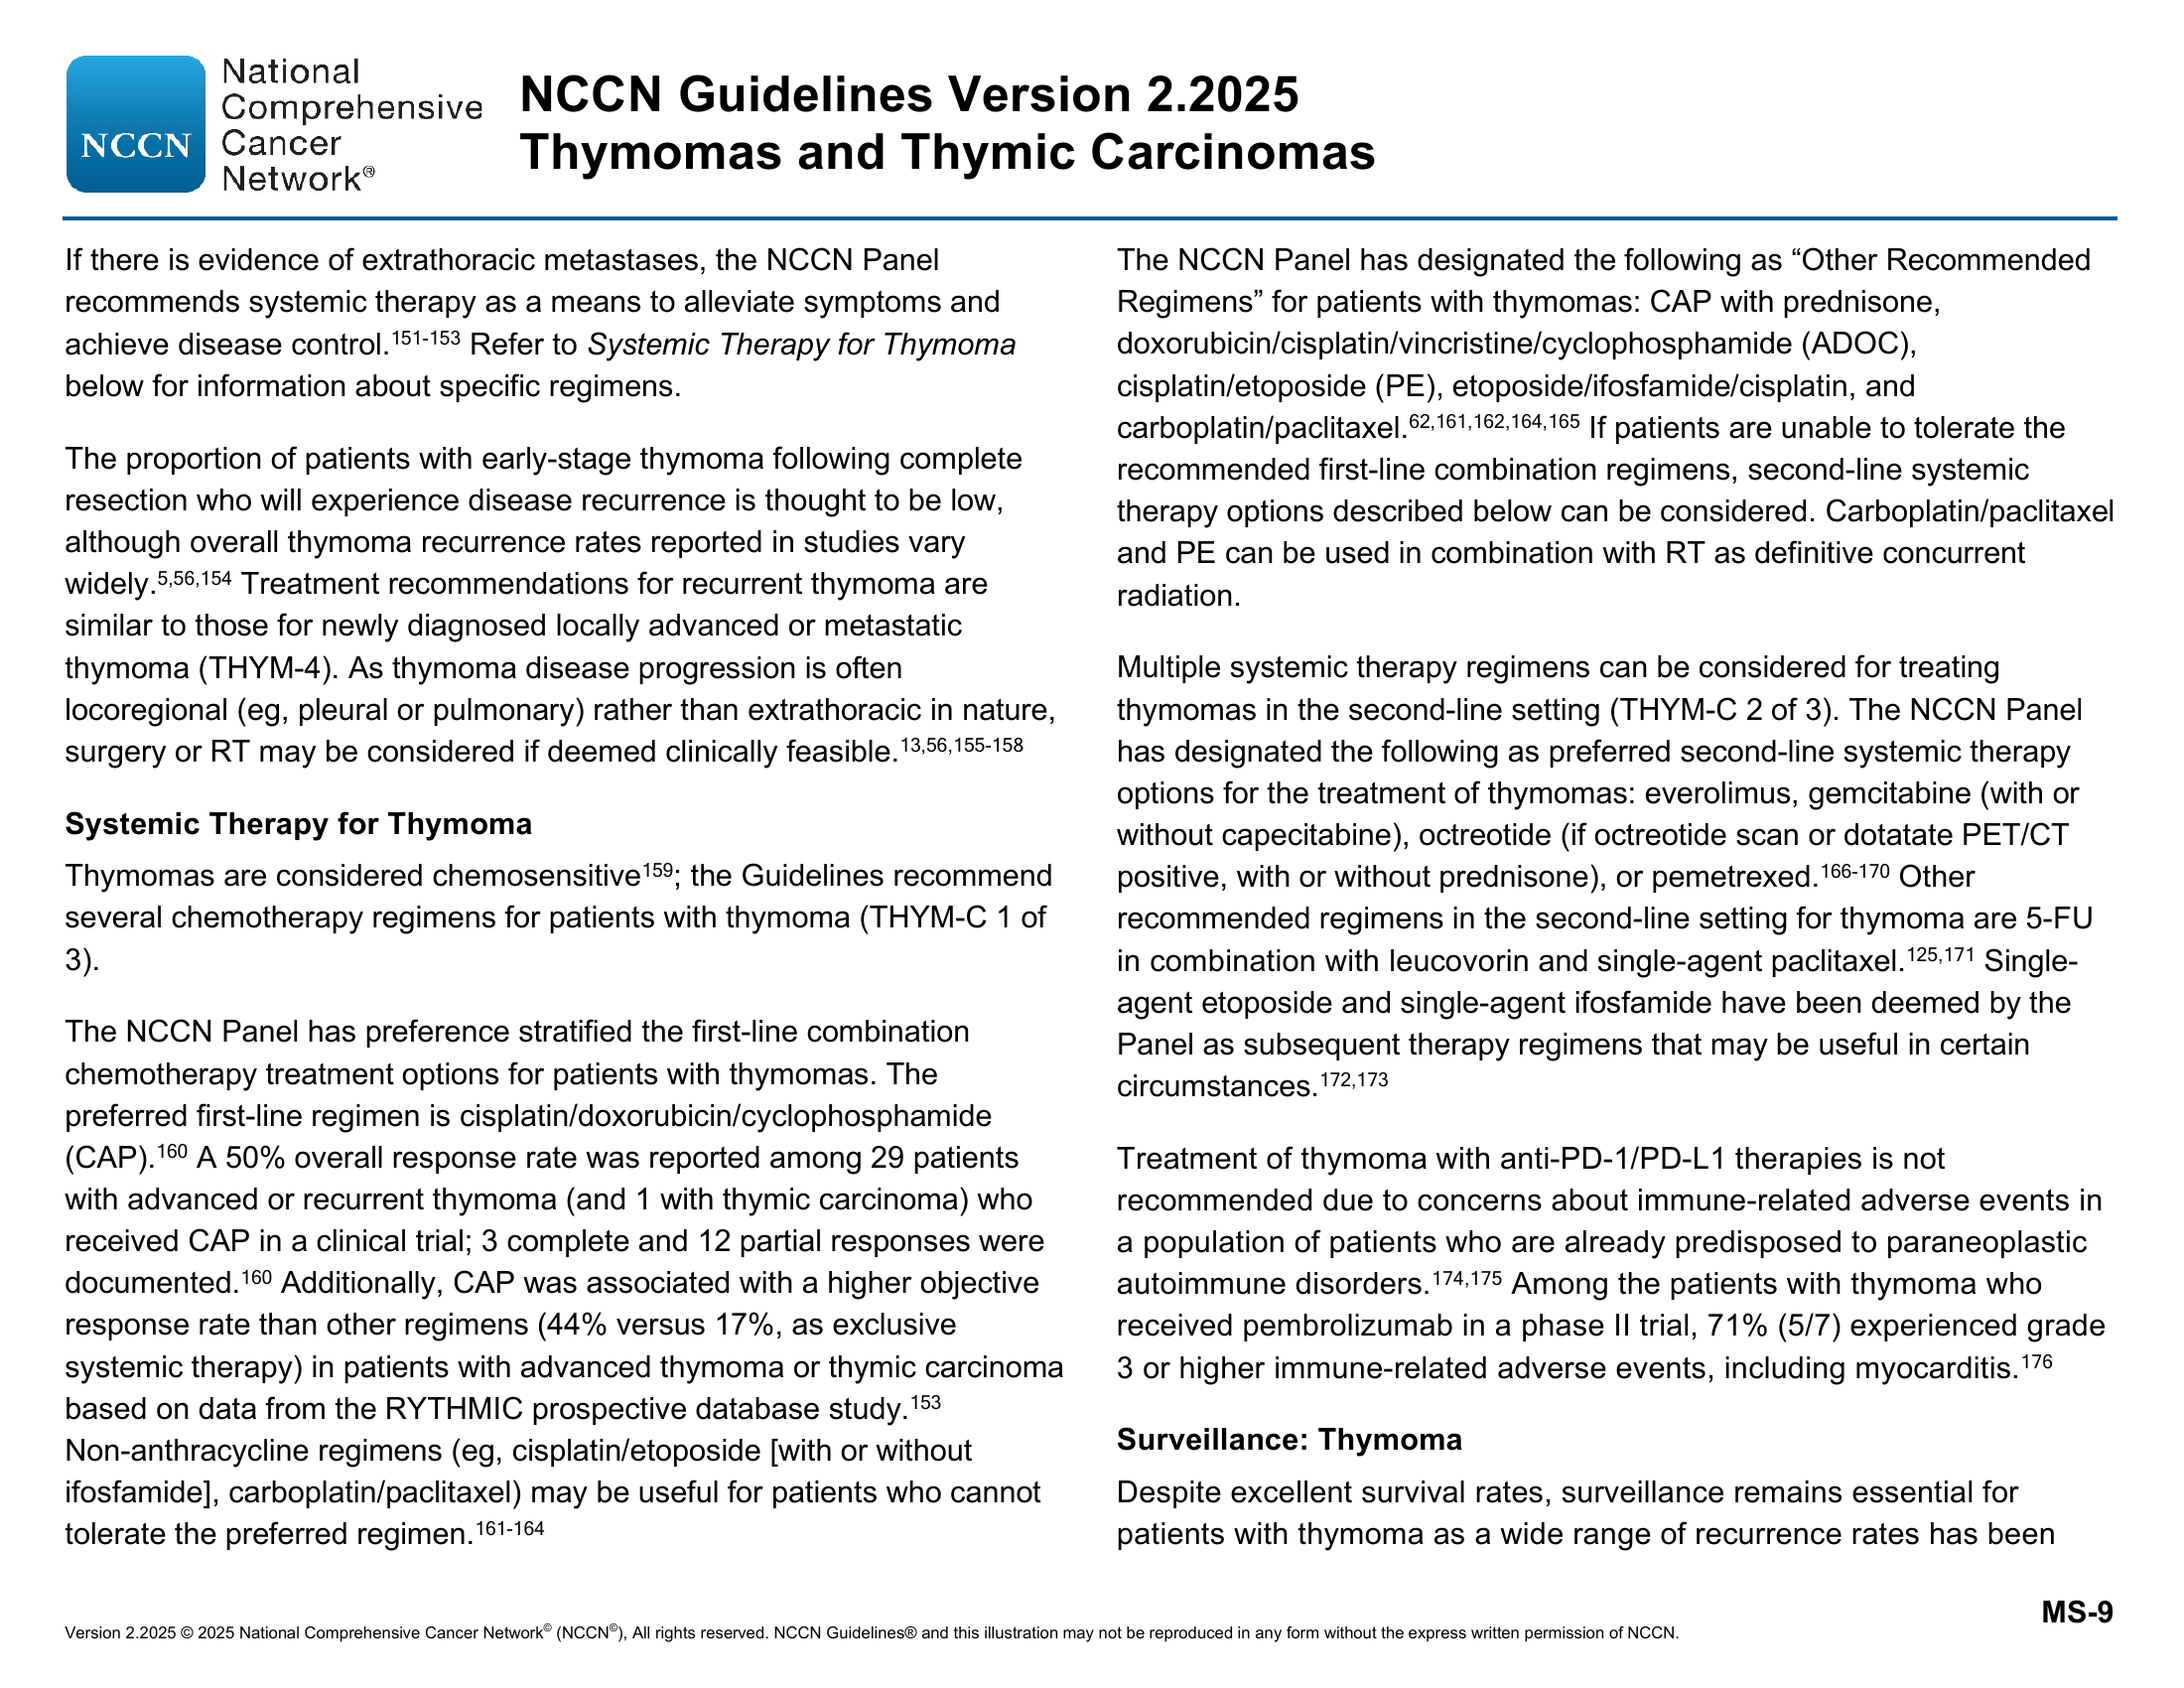 NCCN
National
Comprehensive
Cancer
Network®
NCCN Guidelines Version 2.2025
Thymomas and Thymic Carcinomas
If there is evidence of extrathoracic metastases, the NCCN Panel
recommends systemic therapy as a means to alleviate symptoms and
achieve disease control.151-153 Refer to Systemic Therapy for Thymoma
below for information about specific regimens.
The proportion of patients with early-stage thymoma following complete
resection who will experience disease recurrence is thought to be low,
although overall thymoma recurrence rates reported in studies vary
widely.5,56,154 Treatment recommendations for recurrent thymoma are
similar to those for newly diagnosed locally advanced or metastatic
thymoma (THYM-4). As thymoma disease progression is often
locoregional (eg, pleural or pulmonary) rather than extrathoracic in nature,
surgery or RT may be considered if deemed clinically feasible.13,56,155-158
Systemic Therapy for Thymoma
Thymomas are considered chemosensitive159; the Guidelines recommend
several chemotherapy regimens for patients with thymoma (THYM-C 1 of
3).
The NCCN Panel has preference stratified the first-line combination
chemotherapy treatment options for patients with thymomas. The
preferred first-line regimen is cisplatin/doxorubicin/cyclophosphamide
(CAP).160 A 50% overall response rate was reported among 29 patients
with advanced or recurrent thymoma (and 1 with thymic carcinoma) who
received CAP in a clinical trial; 3 complete and 12 partial responses were
documented.160 Additionally, CAP was associated with a higher objective
response rate than other regimens (44% versus 17%, as exclusive
systemic therapy) in patients with advanced thymoma or thymic carcinoma
based on data from the RYTHMIC prospective database study.153
Non-anthracycline regimens (eg, cisplatin/etoposide [with or without
ifosfamide], carboplatin/paclitaxel) may be useful for patients who cannot
tolerate the preferred regimen.161-164
The NCCN Panel has designated the following as “Other Recommended
Regimens” for patients with thymomas: CAP with prednisone,
doxorubicin/cisplatin/vincristine/cyclophosphamide (ADOC),
cisplatin/etoposide (PE), etoposide/ifosfamide/cisplatin, and
carboplatin/paclitaxel.62,161,162,164,165 If patients are unable to tolerate the
recommended first-line combination regimens, second-line systemic
therapy options described below can be considered. Carboplatin/paclitaxel
and PE can be used in combination with RT as definitive concurrent
radiation.
Multiple systemic therapy regimens can be considered for treating
thymomas in the second-line setting (THYM-C 2 of 3). The NCCN Panel
has designated the following as preferred second-line systemic therapy
options for the treatment of thymomas: everolimus, gemcitabine (with or
without capecitabine), octreotide (if octreotide scan or dotatate PET/CT
positive, with or without prednisone), or pemetrexed.166-170 Other
recommended regimens in the second-line setting for thymoma are 5-FU
in combination with leucovorin and single-agent paclitaxel.125,171 Single-
agent etoposide and single-agent ifosfamide have been deemed by the
Panel as subsequent therapy regimens that may be useful in certain
circumstances.172,173
Treatment of thymoma with anti-PD-1/PD-L1 therapies is not
recommended due to concerns about immune-related adverse events in
a population of patients who are already predisposed to paraneoplastic
autoimmune disorders.174,175 Among the patients with thymoma who
received pembrolizumab in a phase II trial, 71% (5/7) experienced grade
3 or higher immune-related adverse events, including myocarditis.176
Surveillance: Thymoma
Despite excellent survival rates, surveillance remains essential for
patients with thymoma as a wide range of recurrence rates has been
MS-9
Version 2.2025 © 2025 National Comprehensive Cancer Network© (NCCN©), All rights reserved. NCCN Guidelines® and this illustration may not be reproduced in any form without the express written permission of NCCN.